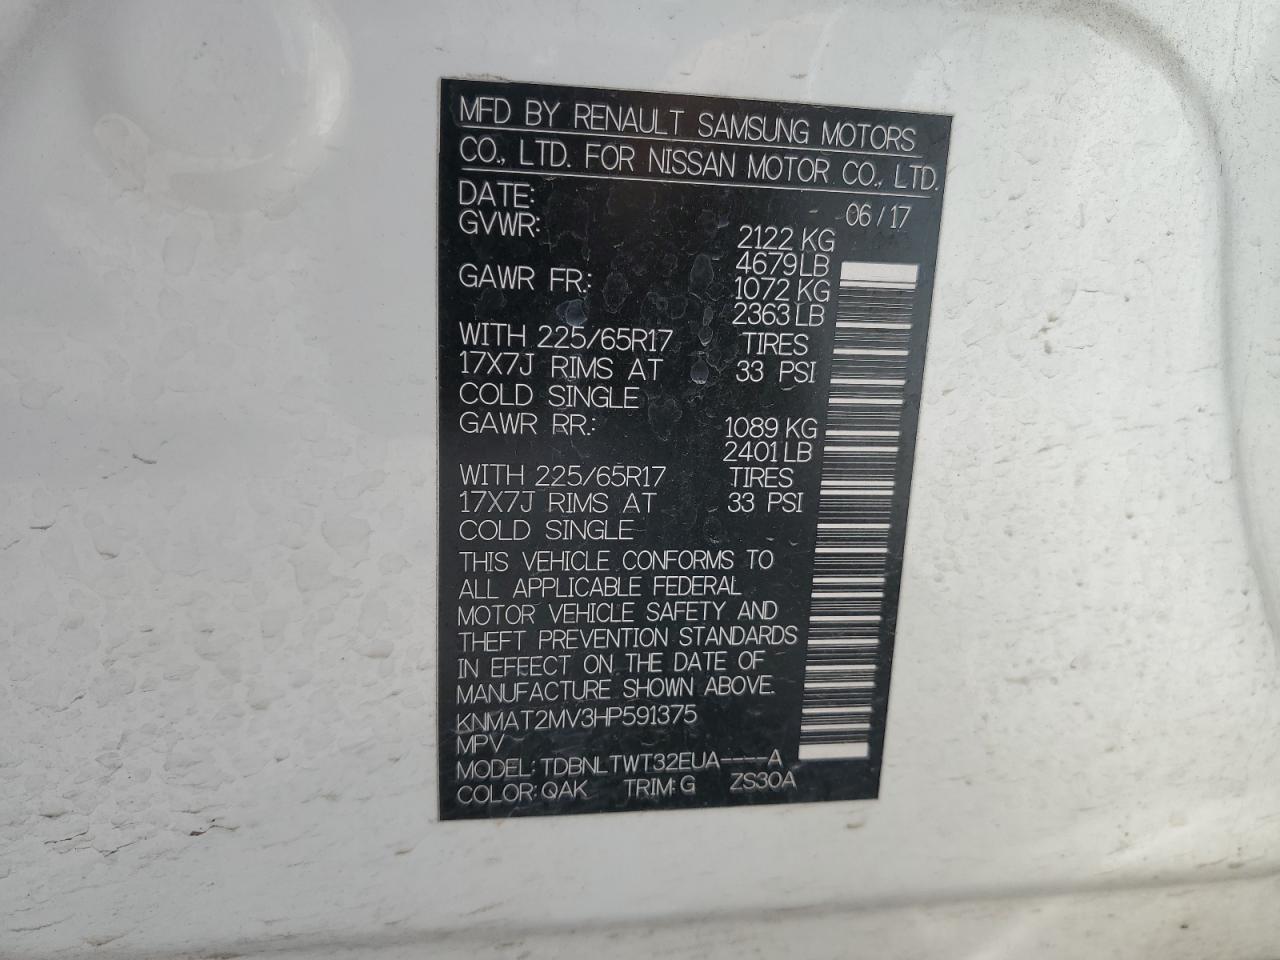 MFD BY RENAULT SAMSUNG MOTORS
CO., LTD. FOR NISSAN MOTOR CO., LTD.
DATE: 06/17
GVWR: 2122 KG
4679 LB
GAWR FR.: 1072 KG
2363 LB
WITH 225/65R17 TIRES
17X7J RIMS AT 33 PSI
COLD SINGLE
GAWR RR.: 1089 KG
2401 LB
WITH 225/65R17 TIRES
17X7J RIMS AT 33 PSI
COLD SINGLE
THIS VEHICLE CONFORMS TO
ALL APPLICABLE FEDERAL
MOTOR VEHICLE SAFETY AND
THEFT PREVENTION STANDARDS
IN EFFECT ON THE DATE OF
MANUFACTURE SHOWN ABOVE.
KNMAT2MV3HP591375
MPV
MODEL: TDBNLTWT32EUA----A
COLOR: QAK TRIM: G ZS30A